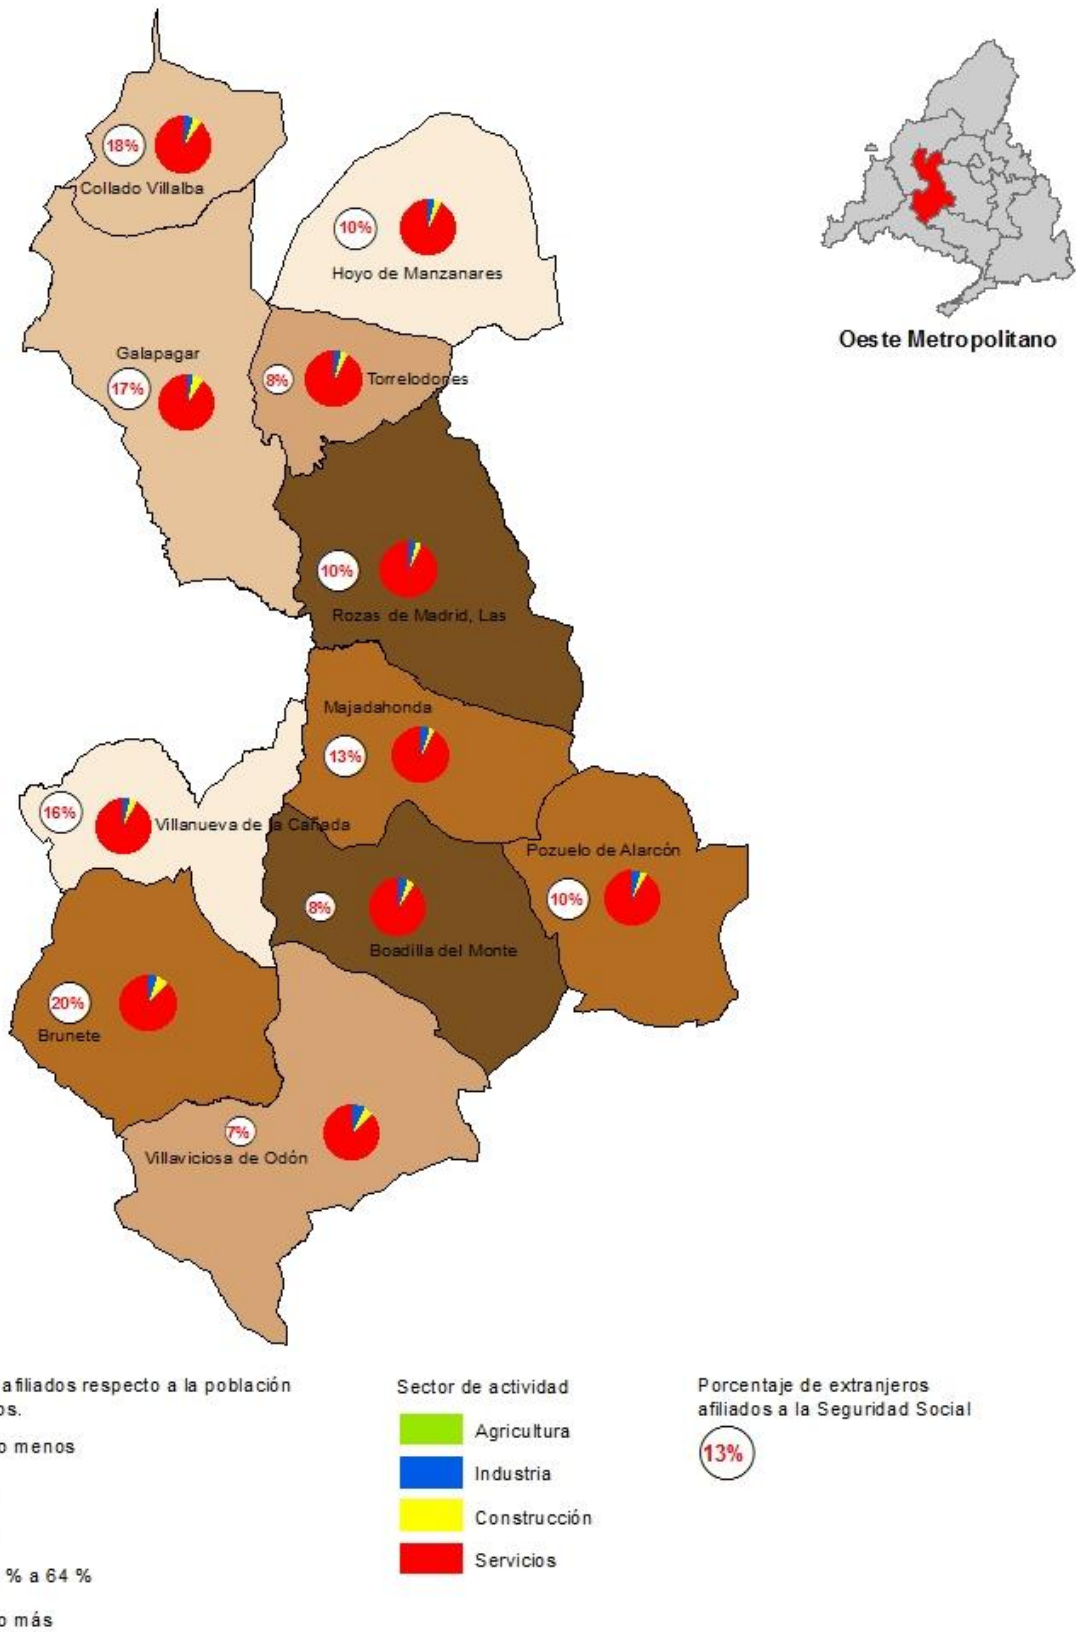 18%
Collado Villalba
10%
Hoyo de Manzanares
Oeste Metropolitano
Galapagar
17%
8%
Torrelodones
10%
Rozas de Madrid, Las
Majadahonda
13%
16%
Villanueva de la Cañada
Pozuelo de Alarcón
10%
8%
Boadilla del Monte
20%
Brunete
7%
Villaviciosa de Odón
afiliados respecto a la población
os.
o menos
% a 64 %
o más
Sector de actividad
Agricultura
Industria
Construcción
Servicios
Porcentaje de extranjeros
afiliados a la Seguridad Social
13%